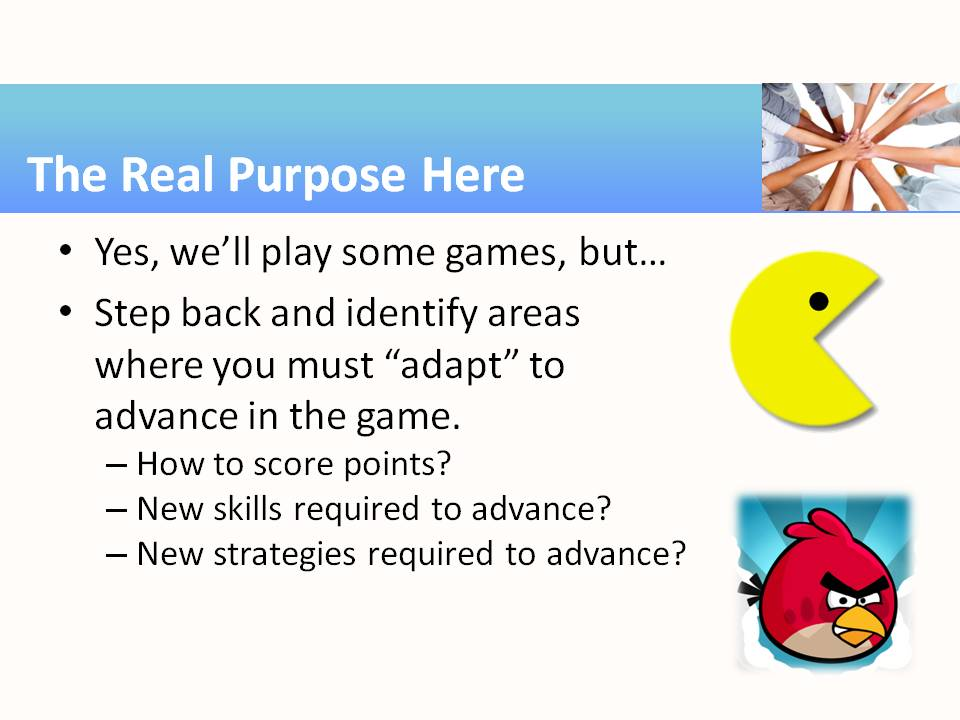 The Real Purpose Here
• Yes, we’ll play some games, but…
• Step back and identify areas
where you must “adapt” to
advance in the game.
– How to score points?
– New skills required to advance?
– New strategies required to advance?